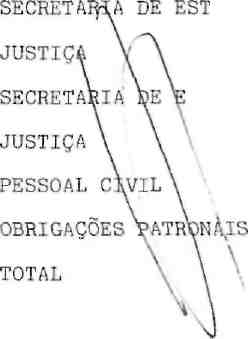 SECRETARIA DE EST
JUSTIÇA
SECRETARIA DE E
JUSTIÇA
PESSOAL CIVIL
OBRIGAÇÕES PATRONAIS
TOTAL